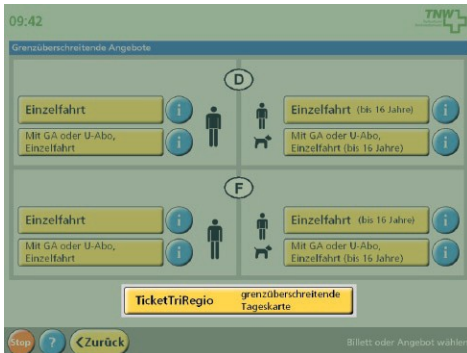 09:42
TNW
Grenzüberschreitende Angebote
D
Einzelfahrt
i
Einzelfahrt (bis 16 Jahre)
i
Mit GA oder U-Abo,
Einzelfahrt
i
Mit GA oder U-Abo,
Einzelfahrt (bis 16 Jahre)
i
F
Einzelfahrt
i
Einzelfahrt (bis 16 Jahre)
i
Mit GA oder U-Abo,
Einzelfahrt
i
Mit GA oder U-Abo,
Einzelfahrt (bis 16 Jahre)
i
TicketTriRegio
grenzüberschreitende
Tageskarte
Stop
?
Zurück
Billett oder Angebot wählen